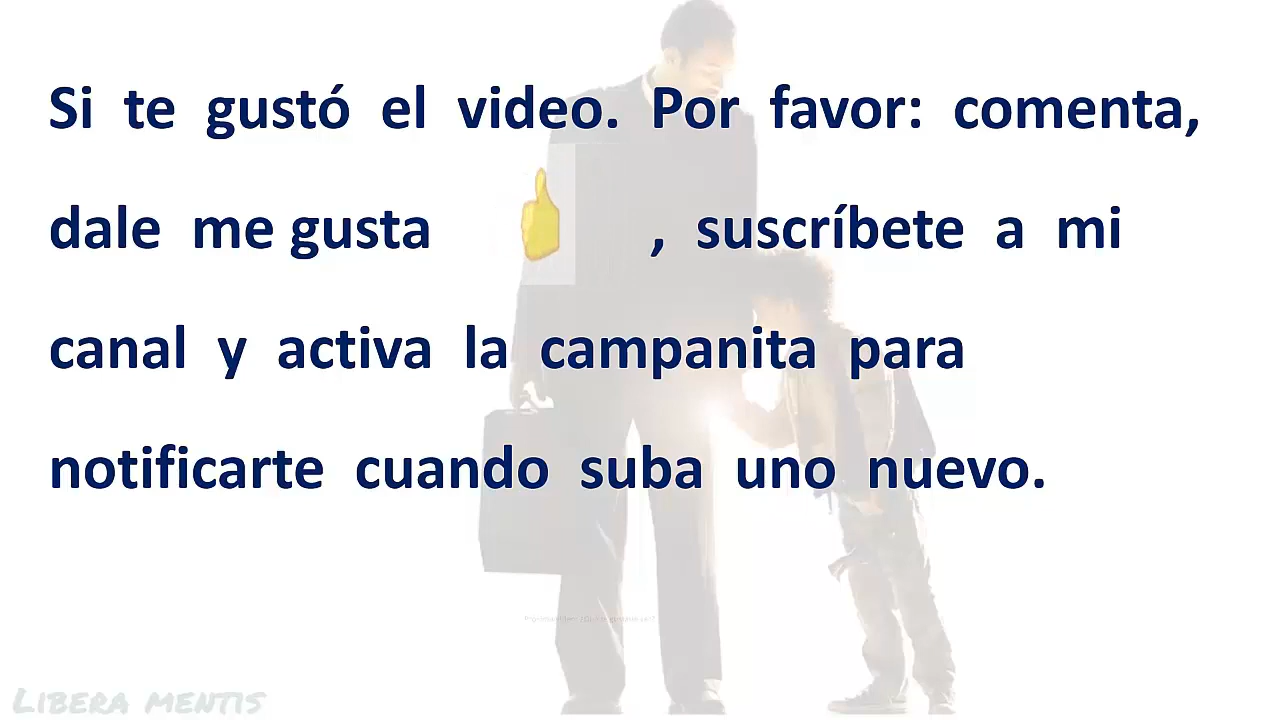 Si te gustó el video. Por favor: comenta,
dale me gusta , suscríbete a mi
canal y activa la campanita para
notificarte cuando suba uno nuevo.
LIBERA MENTIS